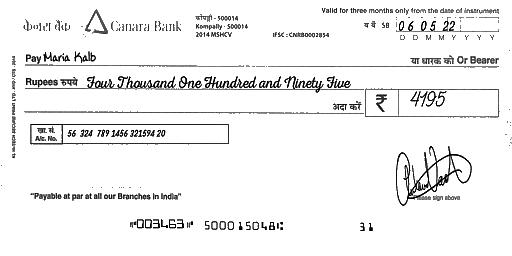 Valid for three months only from the date of instrument
केनरा बैंक Canara Bank
कोंपल्ली - 500014
Kompally - 500014
2014 MSHCV
IFSC : CNRB0002854
SB 06 05 22
D D M M Y Y Y Y
Pay Maria Kalb या धारक को Or Bearer
Rupees रुपये Four Thousand One Hundred and Ninety Five
अदा करें ₹ 4195
खा. सं.
A/c. No. 56 324 789 1456 321594 20
Please sign above
"Payable at par at all our Branches in India"
⑈003463⑈ 500015048⑆ 31